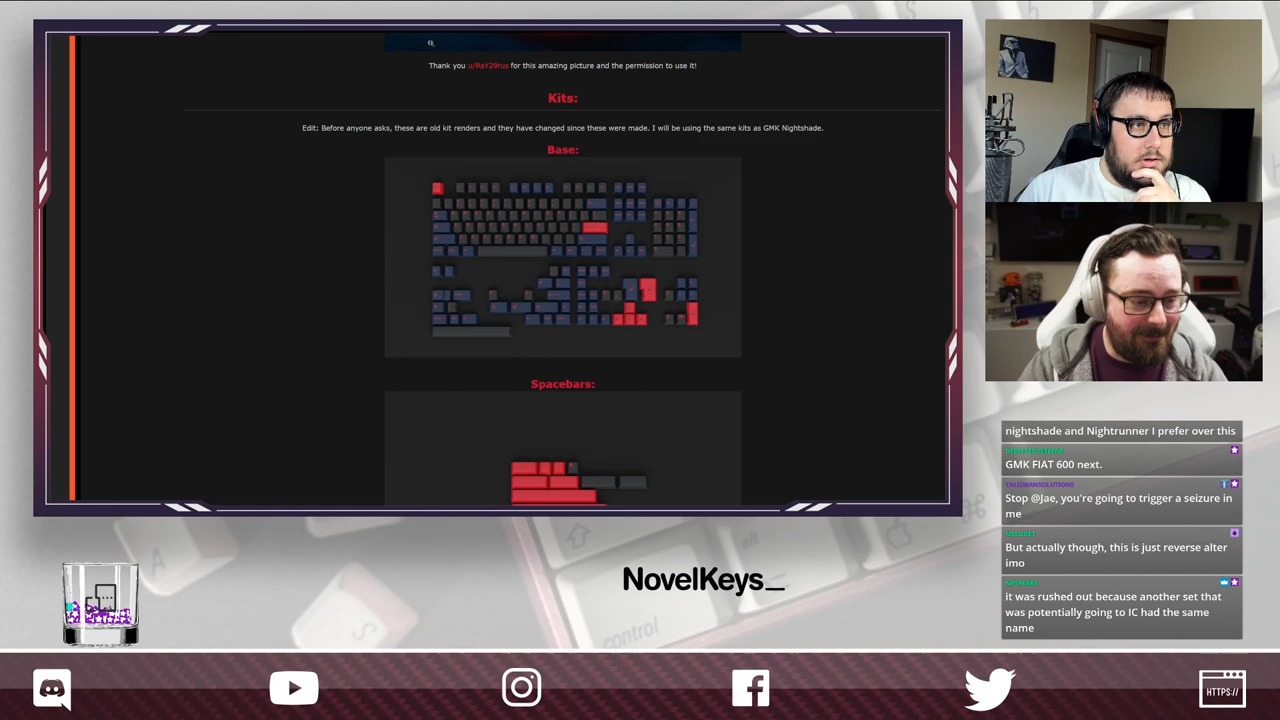 Thank you u/RaY29rus for this amazing picture and the permission to use it!
Kits:
Edit: Before anyone asks, these are old kit renders and they have changed since these were made. I will be using the same kits as GMK Nightshade.
Base:
Spacebars:
NovelKeys_
nightshade and Nightrunner I prefer over this
GMK FIAT 600 next.
TALIZMANSOLUTIONS
Stop @Jae, you're going to trigger a seizure in
me
But actually though, this is just reverse alter
imo
it was rushed out because another set that
was potentially going to IC had the same
name
A
S
alt
control
HTTPS://